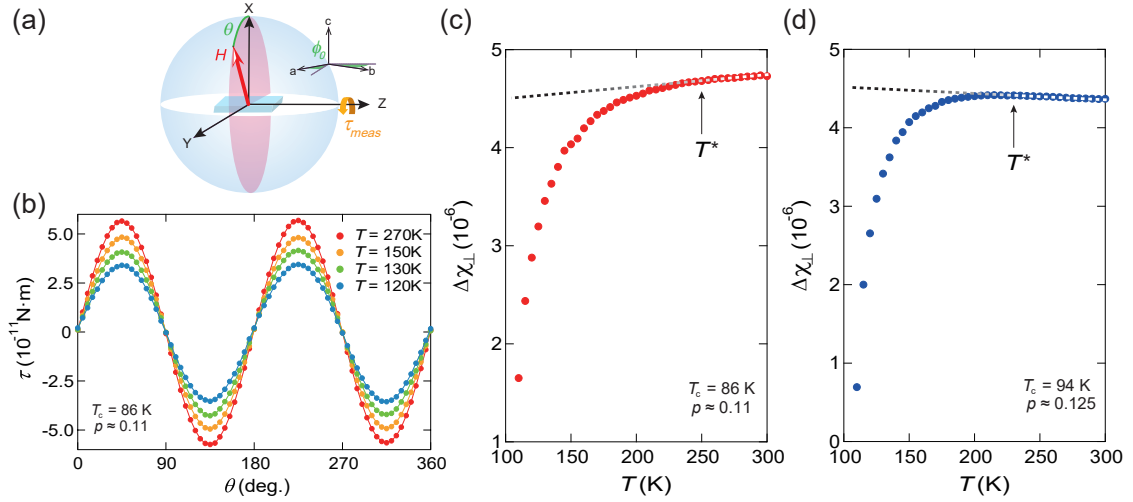 (a)
X
θ
H
Z
Y
τmeas
c
ϕ0
a
b
(b)
τ (10⁻¹¹N·m)
5.0
2.5
0
-2.5
-5.0
T = 270K
T = 150K
T = 130K
T = 120K
Tc = 86 K
p ≈ 0.11
0
90
180
270
360
θ (deg.)
(c)
Δχ⊥ (10⁻⁶)
5
4
3
2
1
T*
Tc = 86 K
p ≈ 0.11
100
150
200
250
300
T (K)
(d)
Δχ⊥ (10⁻⁶)
5
4
3
2
1
0
T*
Tc = 94 K
p ≈ 0.125
100
150
200
250
300
T (K)